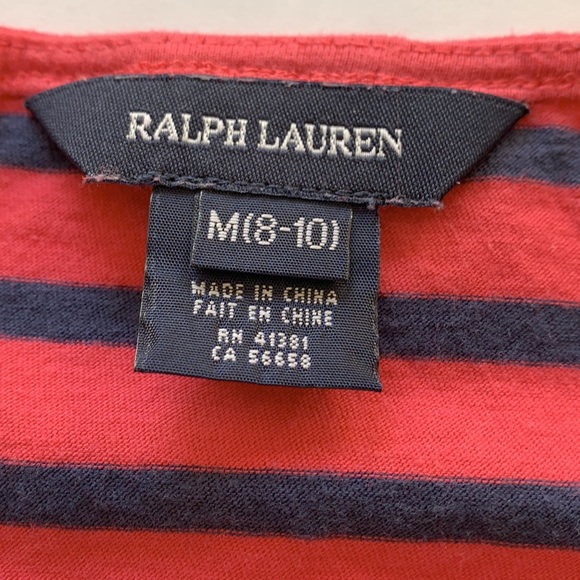 RALPH LAUREN
M(8-10)
MADE IN CHINA
FAIT EN CHINE
RN 41381
CA 56658